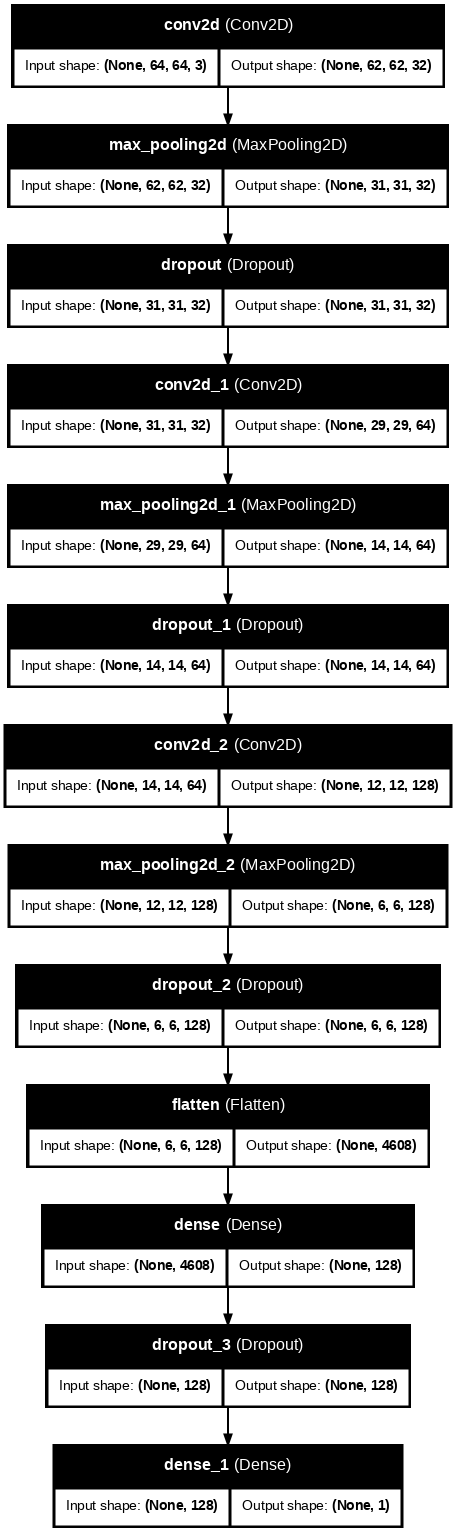 conv2d (Conv2D)
Input shape: (None, 64, 64, 3) Output shape: (None, 62, 62, 32)
max_pooling2d (MaxPooling2D)
Input shape: (None, 62, 62, 32) Output shape: (None, 31, 31, 32)
dropout (Dropout)
Input shape: (None, 31, 31, 32) Output shape: (None, 31, 31, 32)
conv2d_1 (Conv2D)
Input shape: (None, 31, 31, 32) Output shape: (None, 29, 29, 64)
max_pooling2d_1 (MaxPooling2D)
Input shape: (None, 29, 29, 64) Output shape: (None, 14, 14, 64)
dropout_1 (Dropout)
Input shape: (None, 14, 14, 64) Output shape: (None, 14, 14, 64)
conv2d_2 (Conv2D)
Input shape: (None, 14, 14, 64) Output shape: (None, 12, 12, 128)
max_pooling2d_2 (MaxPooling2D)
Input shape: (None, 12, 12, 128) Output shape: (None, 6, 6, 128)
dropout_2 (Dropout)
Input shape: (None, 6, 6, 128) Output shape: (None, 6, 6, 128)
flatten (Flatten)
Input shape: (None, 6, 6, 128) Output shape: (None, 4608)
dense (Dense)
Input shape: (None, 4608) Output shape: (None, 128)
dropout_3 (Dropout)
Input shape: (None, 128) Output shape: (None, 128)
dense_1 (Dense)
Input shape: (None, 128) Output shape: (None, 1)